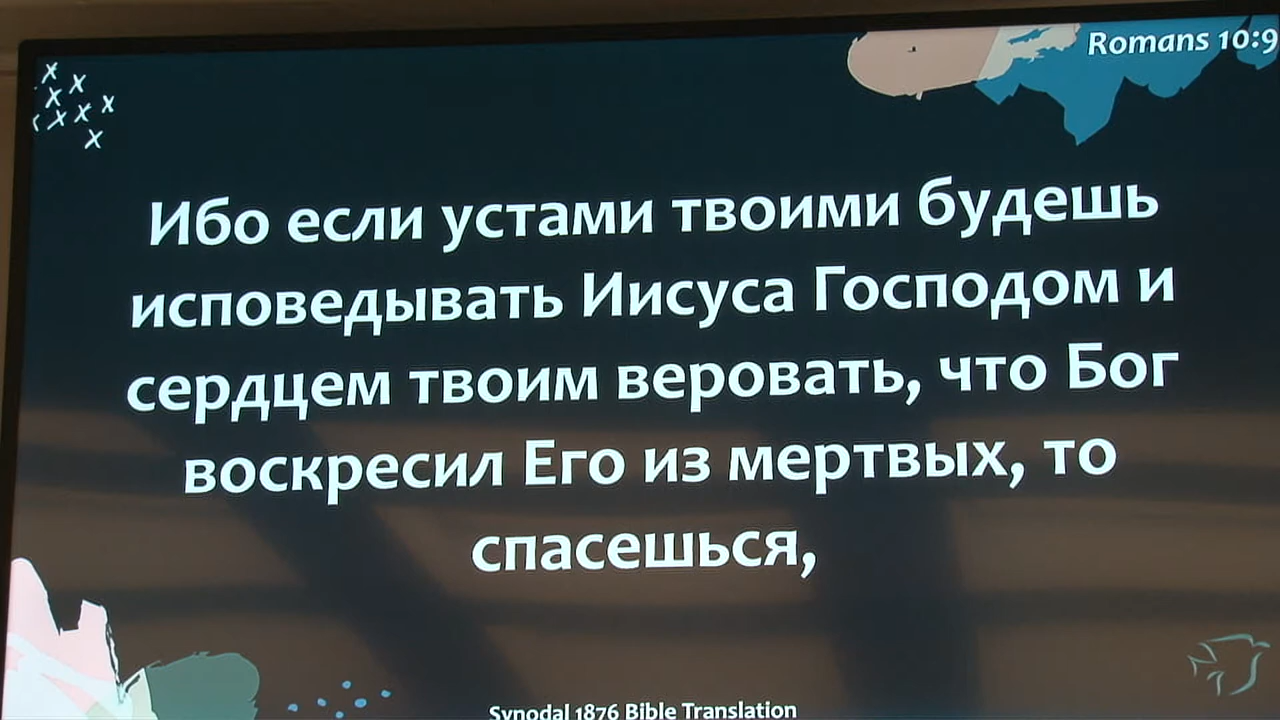 Romans 10:9
Ибо если устами твоими будешь
исповедывать Иисуса Господом и
сердцем твоим веровать, что Бог
воскресил Его из мертвых, то
спасешься,
Synodal 1876 Bible Translation